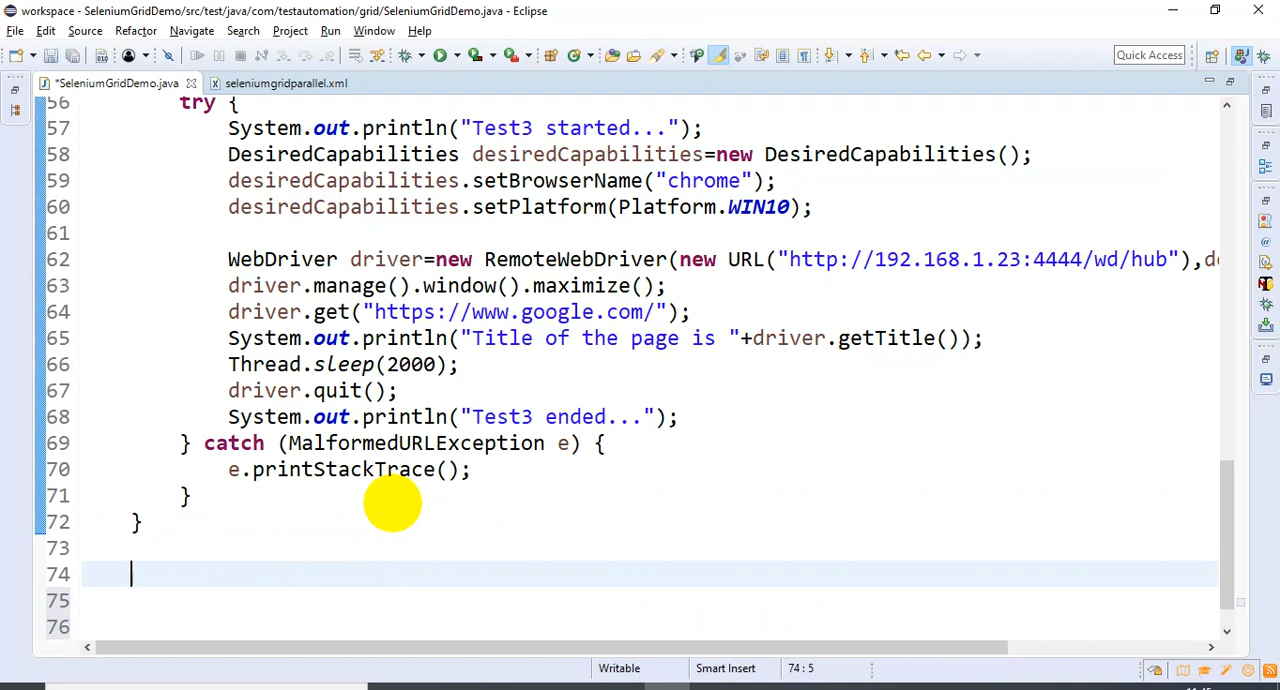 workspace - SeleniumGridDemo/src/test/java/com/testautomation/grid/SeleniumGridDemo.java - Eclipse
File Edit Source Refactor Navigate Search Project Run Window Help
Quick Access
*SeleniumGridDemo.java seleniumgridparallel.xml
56 try {
57 System.out.println("Test3 started...");
58 DesiredCapabilities desiredCapabilities=new DesiredCapabilities();
59 desiredCapabilities.setBrowserName("chrome");
60 desiredCapabilities.setPlatform(Platform.WIN10);
61
62 WebDriver driver=new RemoteWebDriver(new URL("http://192.168.1.23:4444/wd/hub"),de
63 driver.manage().window().maximize();
64 driver.get("https://www.google.com/");
65 System.out.println("Title of the page is "+driver.getTitle());
66 Thread.sleep(2000);
67 driver.quit();
68 System.out.println("Test3 ended...");
69 } catch (MalformedURLException e) {
70 e.printStackTrace();
71 }
72 }
73
74
75
76
Writable Smart Insert 74 : 5